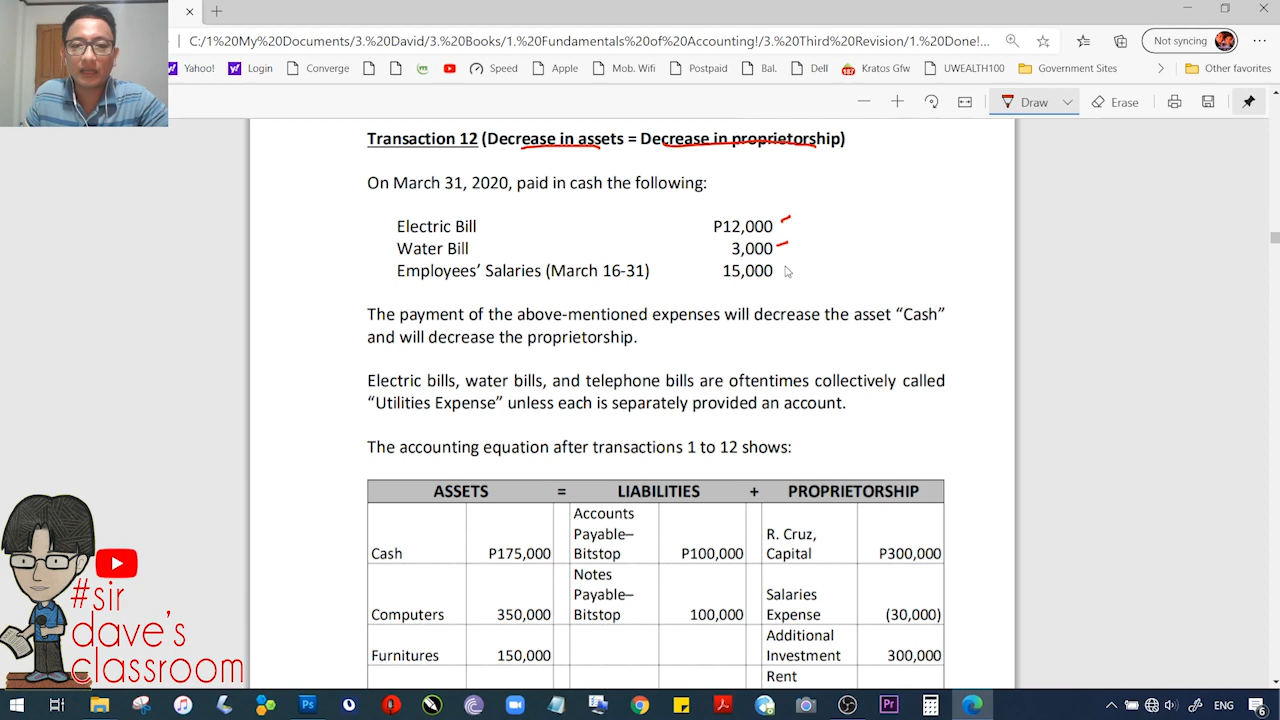 C:/1%20My%20Documents/3.%20David/3.%20Books/1.%20Fundamentals%20of%20Accounting!/3.%20Third%20Revision/1.%20Done!...
Not syncing
Yahoo!
Login
Converge
Speed
Apple
Mob. Wifi
Postpaid
Bal.
Dell
Kratos Gfw
UWEALTH100
Government Sites
Other favorites
Draw
Erase
Transaction 12 (Decrease in assets = Decrease in proprietorship)
On March 31, 2020, paid in cash the following:
Electric Bill P12,000
Water Bill 3,000
Employees’ Salaries (March 16-31) 15,000
The payment of the above-mentioned expenses will decrease the asset “Cash”
and will decrease the proprietorship.
Electric bills, water bills, and telephone bills are oftentimes collectively called
“Utilities Expense” unless each is separately provided an account.
The accounting equation after transactions 1 to 12 shows:
ASSETS = LIABILITIES + PROPRIETORSHIP
Cash P175,000
Accounts
Payable–
Bitstop P100,000
R. Cruz,
Capital P300,000
Computers 350,000
Notes
Payable–
Bitstop 100,000
Salaries
Expense (30,000)
Furnitures 150,000
Additional
Investment 300,000
Rent
#sir
dave's
classroom
ENG
6